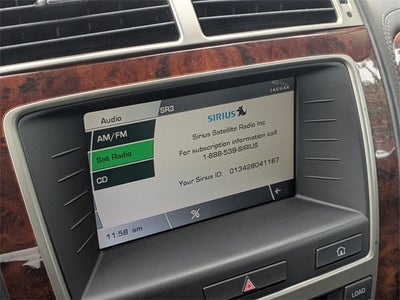 Audio
SR3
SIRIUS
JAGUAR
AM/FM
Sirius Satellite Radio Inc
Sat Radio
For subscription information call
1-888-539-SIRIUS
CD
Your Sirius ID: 013428041167
11:58 am
LOAD